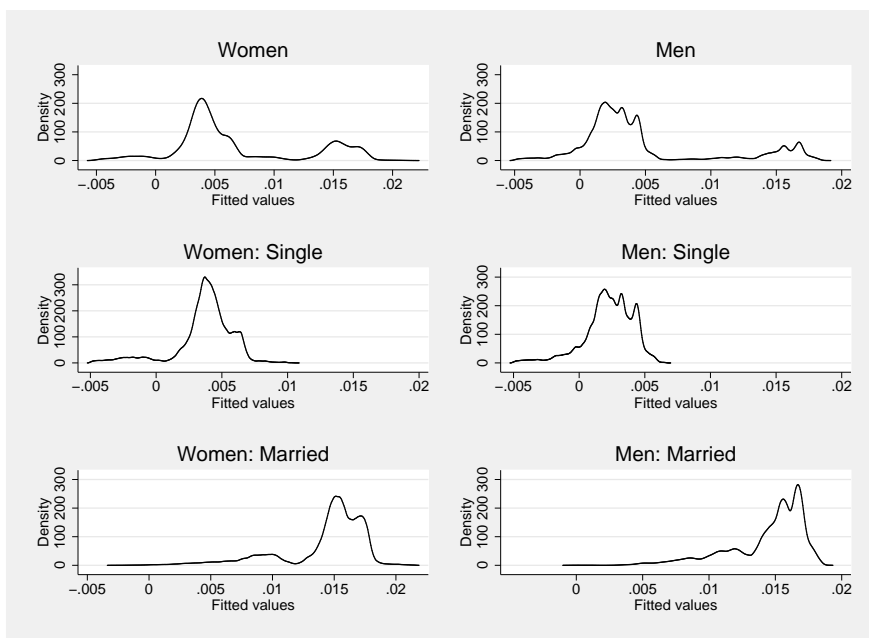 Women
Density
0 100 200 300
−.005 0 .005 .01 .015 .02
Fitted values
Men
Density
0 100 200 300
−.005 0 .005 .01 .015 .02
Fitted values
Women: Single
Density
0 100 200 300
−.005 0 .005 .01 .015 .02
Fitted values
Men: Single
Density
0 100 200 300
−.005 0 .005 .01 .015 .02
Fitted values
Women: Married
Density
0 100 200 300
−.005 0 .005 .01 .015 .02
Fitted values
Men: Married
Density
0 100 200 300
0 .005 .01 .015 .02
Fitted values